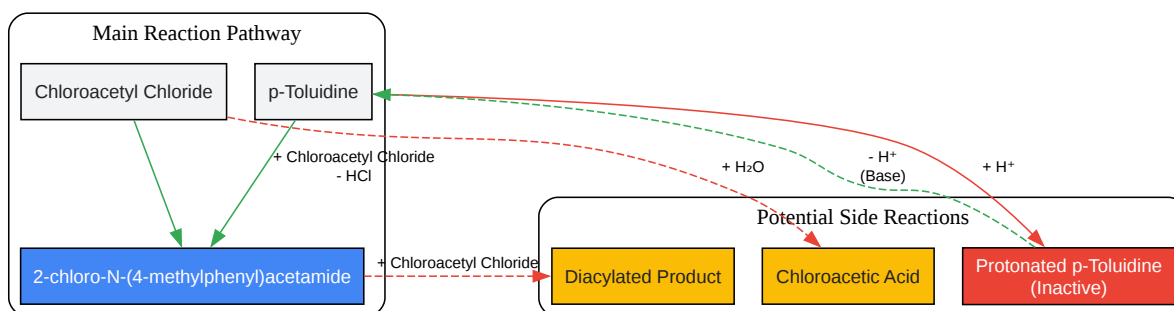 Main Reaction Pathway
Chloroacetyl Chloride
p-Toluidine
+ Chloroacetyl Chloride
- HCl
+ H₂O
- H⁺
(Base)
+ H⁺
Potential Side Reactions
2-chloro-N-(4-methylphenyl)acetamide
+ Chloroacetyl Chloride
Diacylated Product
Chloroacetic Acid
Protonated p-Toluidine
(Inactive)